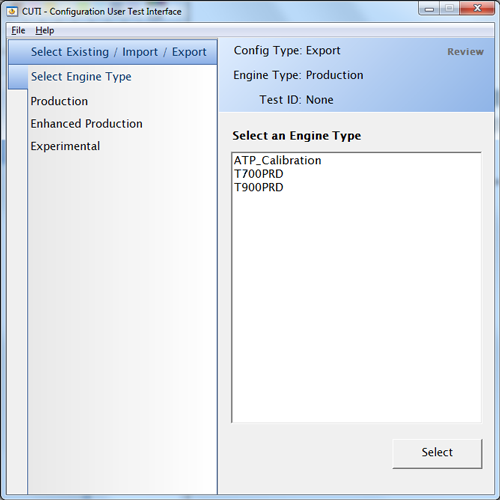 CUTI - Configuration User Test Interface
File Help
Select Existing / Import / Export
Select Engine Type
Production
Enhanced Production
Experimental
Config Type: Export
Review
Engine Type: Production
Test ID: None
Select an Engine Type
ATP_Calibration
T700PRD
T900PRD
Select